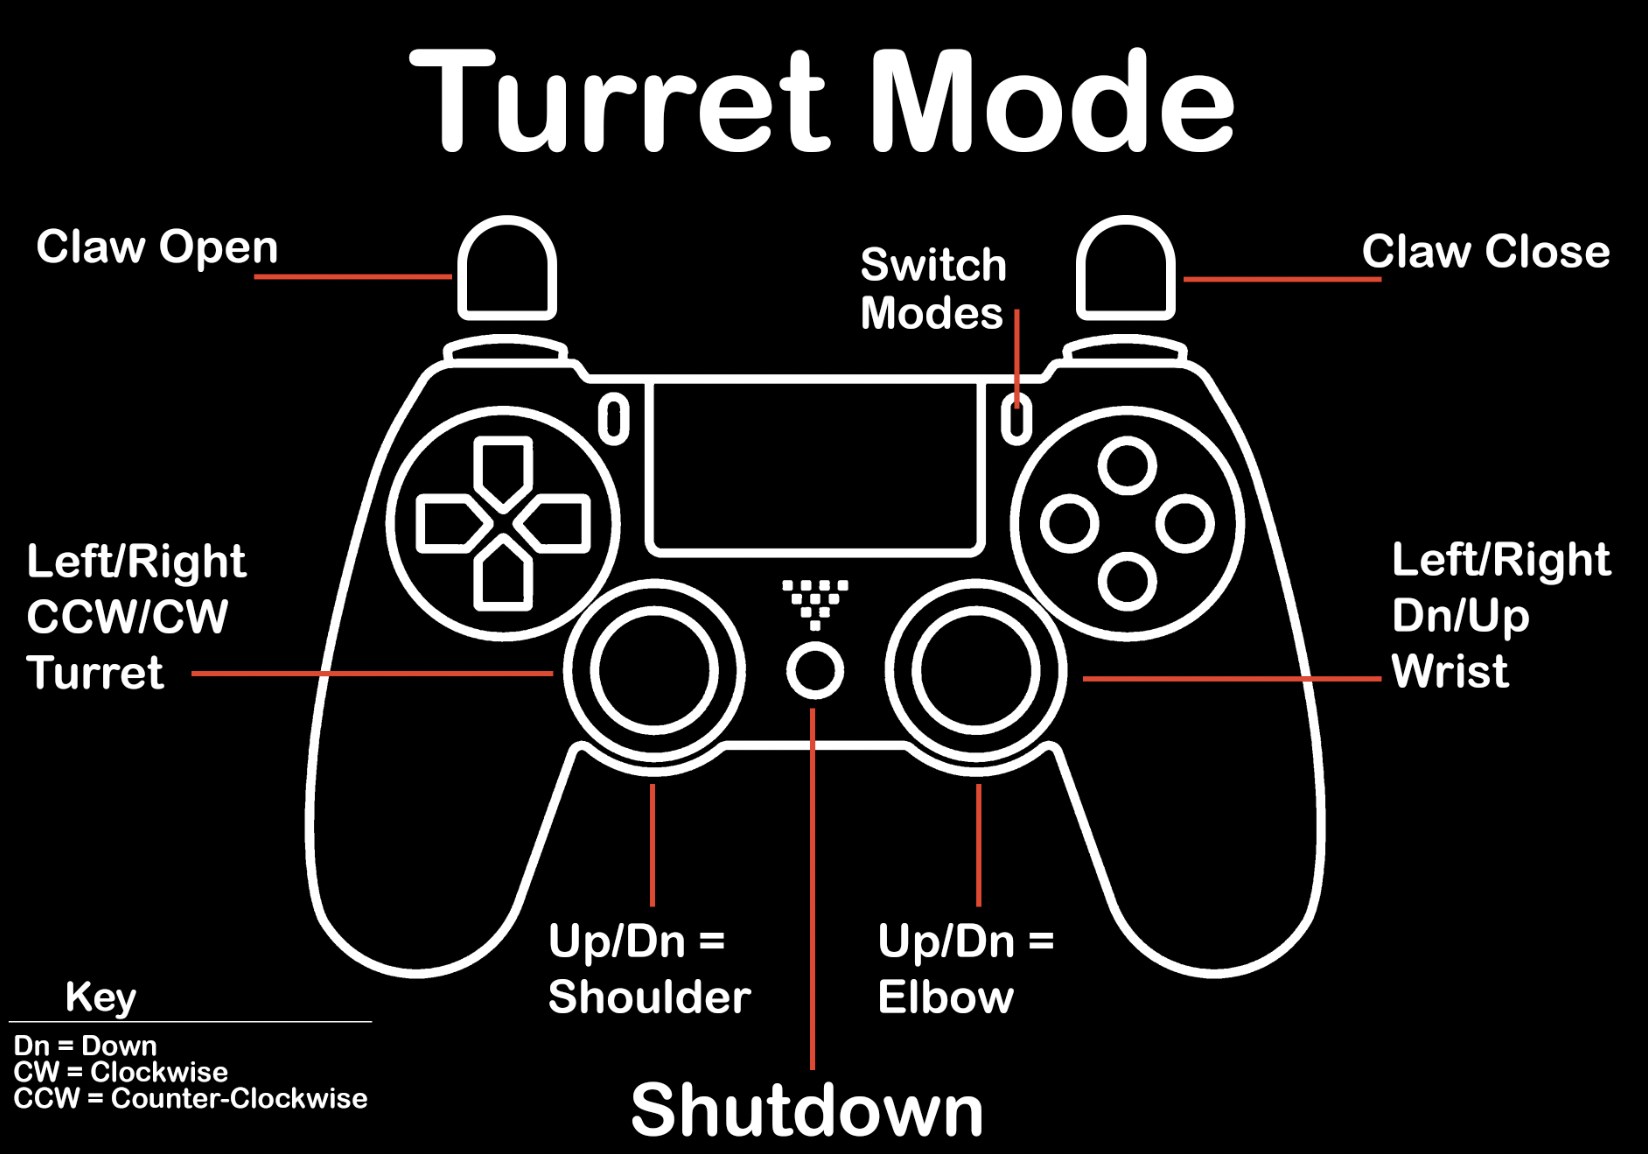 Turret Mode
Claw Open
Switch
Modes
Claw Close
Left/Right
CCW/CW
Turret
Left/Right
Dn/Up
Wrist
Up/Dn =
Shoulder
Up/Dn =
Elbow
Shutdown
Key
Dn = Down
CW = Clockwise
CCW = Counter-Clockwise